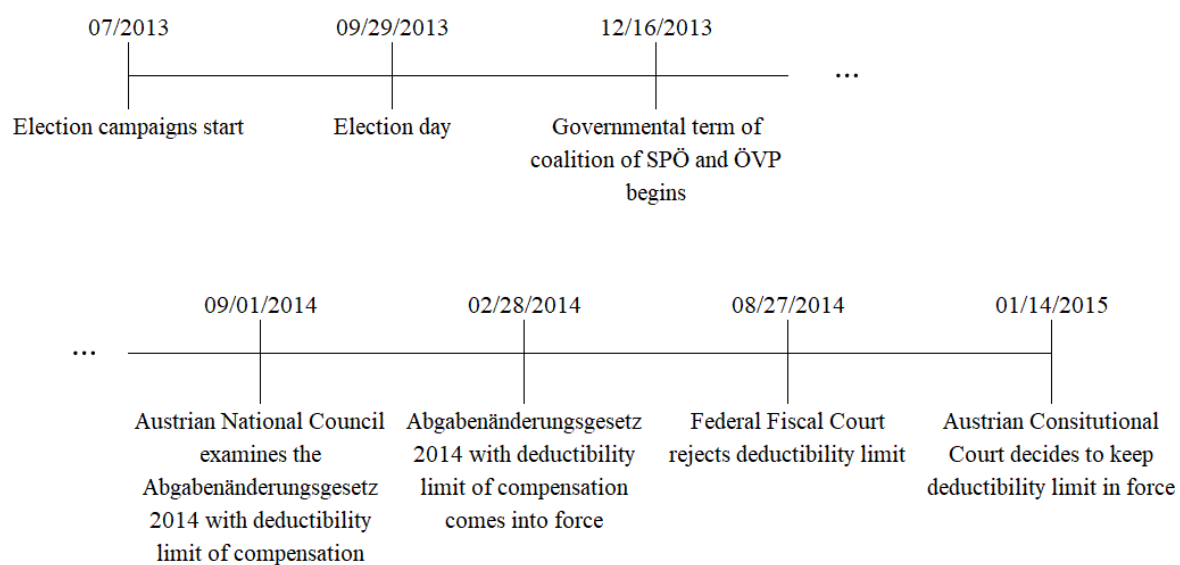 07/2013 09/29/2013 12/16/2013
...
Election campaigns start Election day Governmental term of
coalition of SPÖ and ÖVP
begins
09/01/2014 02/28/2014 08/27/2014 01/14/2015
...
Austrian National Council Abgabenänderungsgesetz Federal Fiscal Court Austrian Consitutional
examines the 2014 with deductibility rejects deductibility limit Court decides to keep
Abgabenänderungsgesetz limit of compensation deductibility limit in force
2014 with deductibility comes into force
limit of compensation